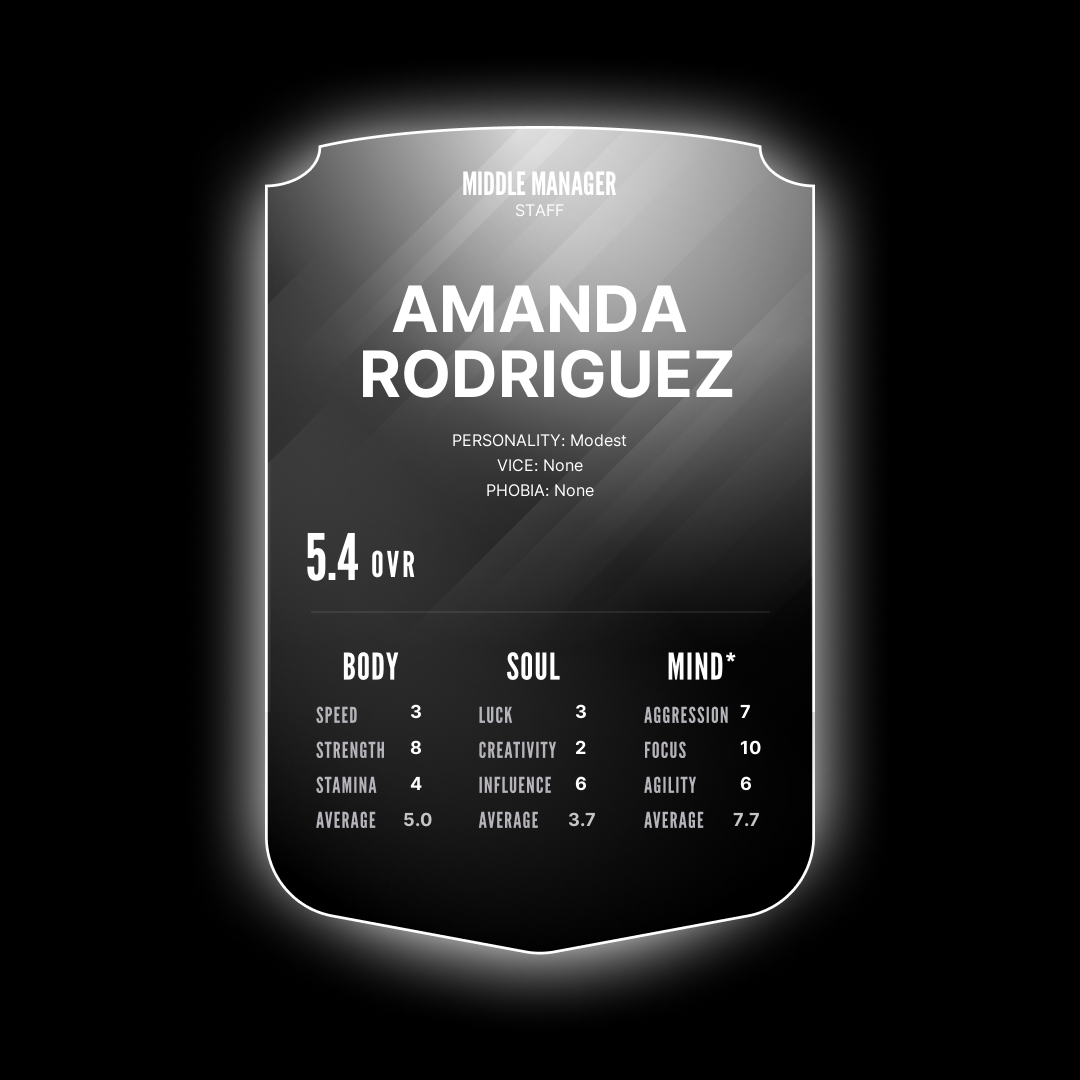 MIDDLE MANAGER
STAFF
AMANDA
RODRIGUEZ
PERSONALITY: Modest
VICE: None
PHOBIA: None
5.4 OVR
BODY SOUL MIND*
SPEED 3 LUCK 3 AGGRESSION 7
STRENGTH 8 CREATIVITY 2 FOCUS 10
STAMINA 4 INFLUENCE 6 AGILITY 6
AVERAGE 5.0 AVERAGE 3.7 AVERAGE 7.7